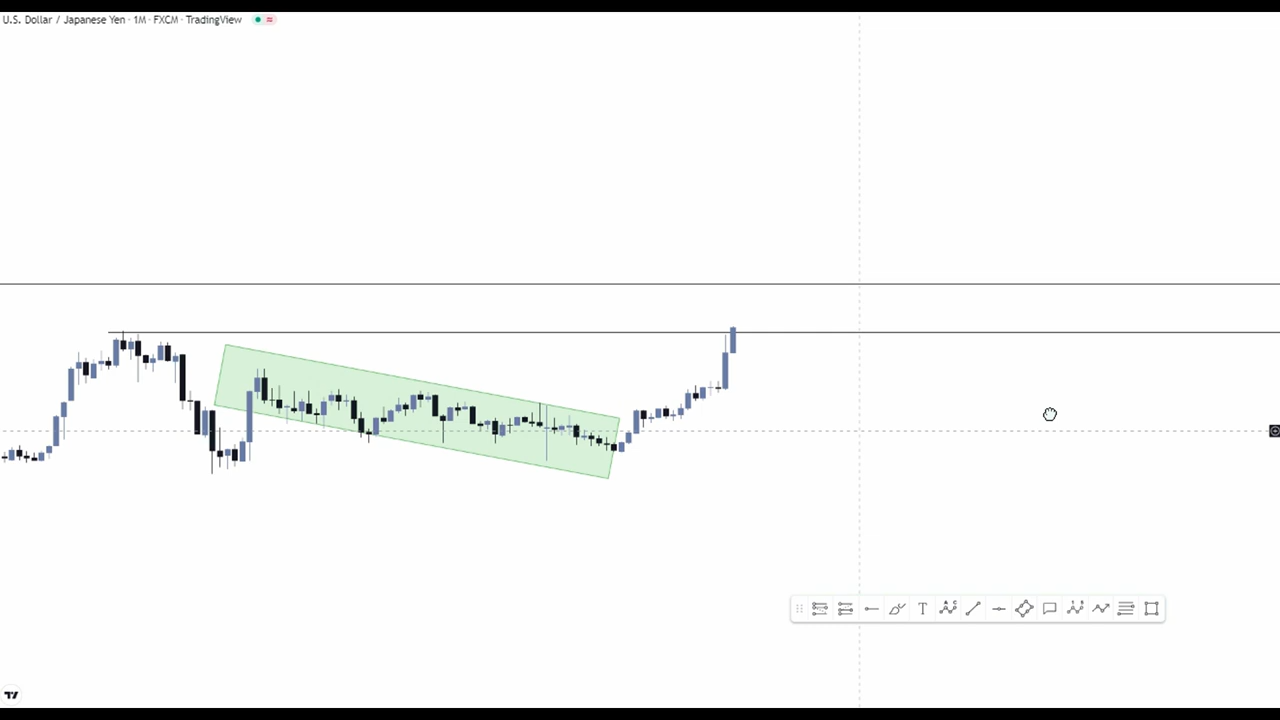 U.S. Dollar / Japanese Yen · 1M · FXCM · TradingView